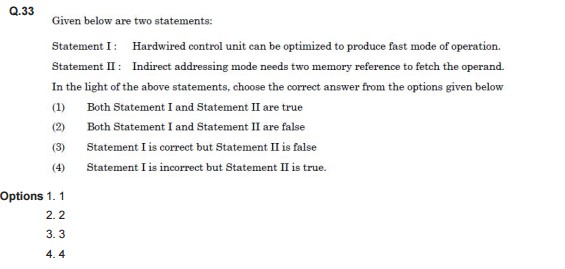 Q.33
Given below are two statements:
Statement I : Hardwired control unit can be optimized to produce fast mode of operation.
Statement II : Indirect addressing mode needs two memory reference to fetch the operand.
In the light of the above statements, choose the correct answer from the options given below
(1) Both Statement I and Statement II are true
(2) Both Statement I and Statement II are false
(3) Statement I is correct but Statement II is false
(4) Statement I is incorrect but Statement II is true.
Options 1. 1
2. 2
3. 3
4. 4